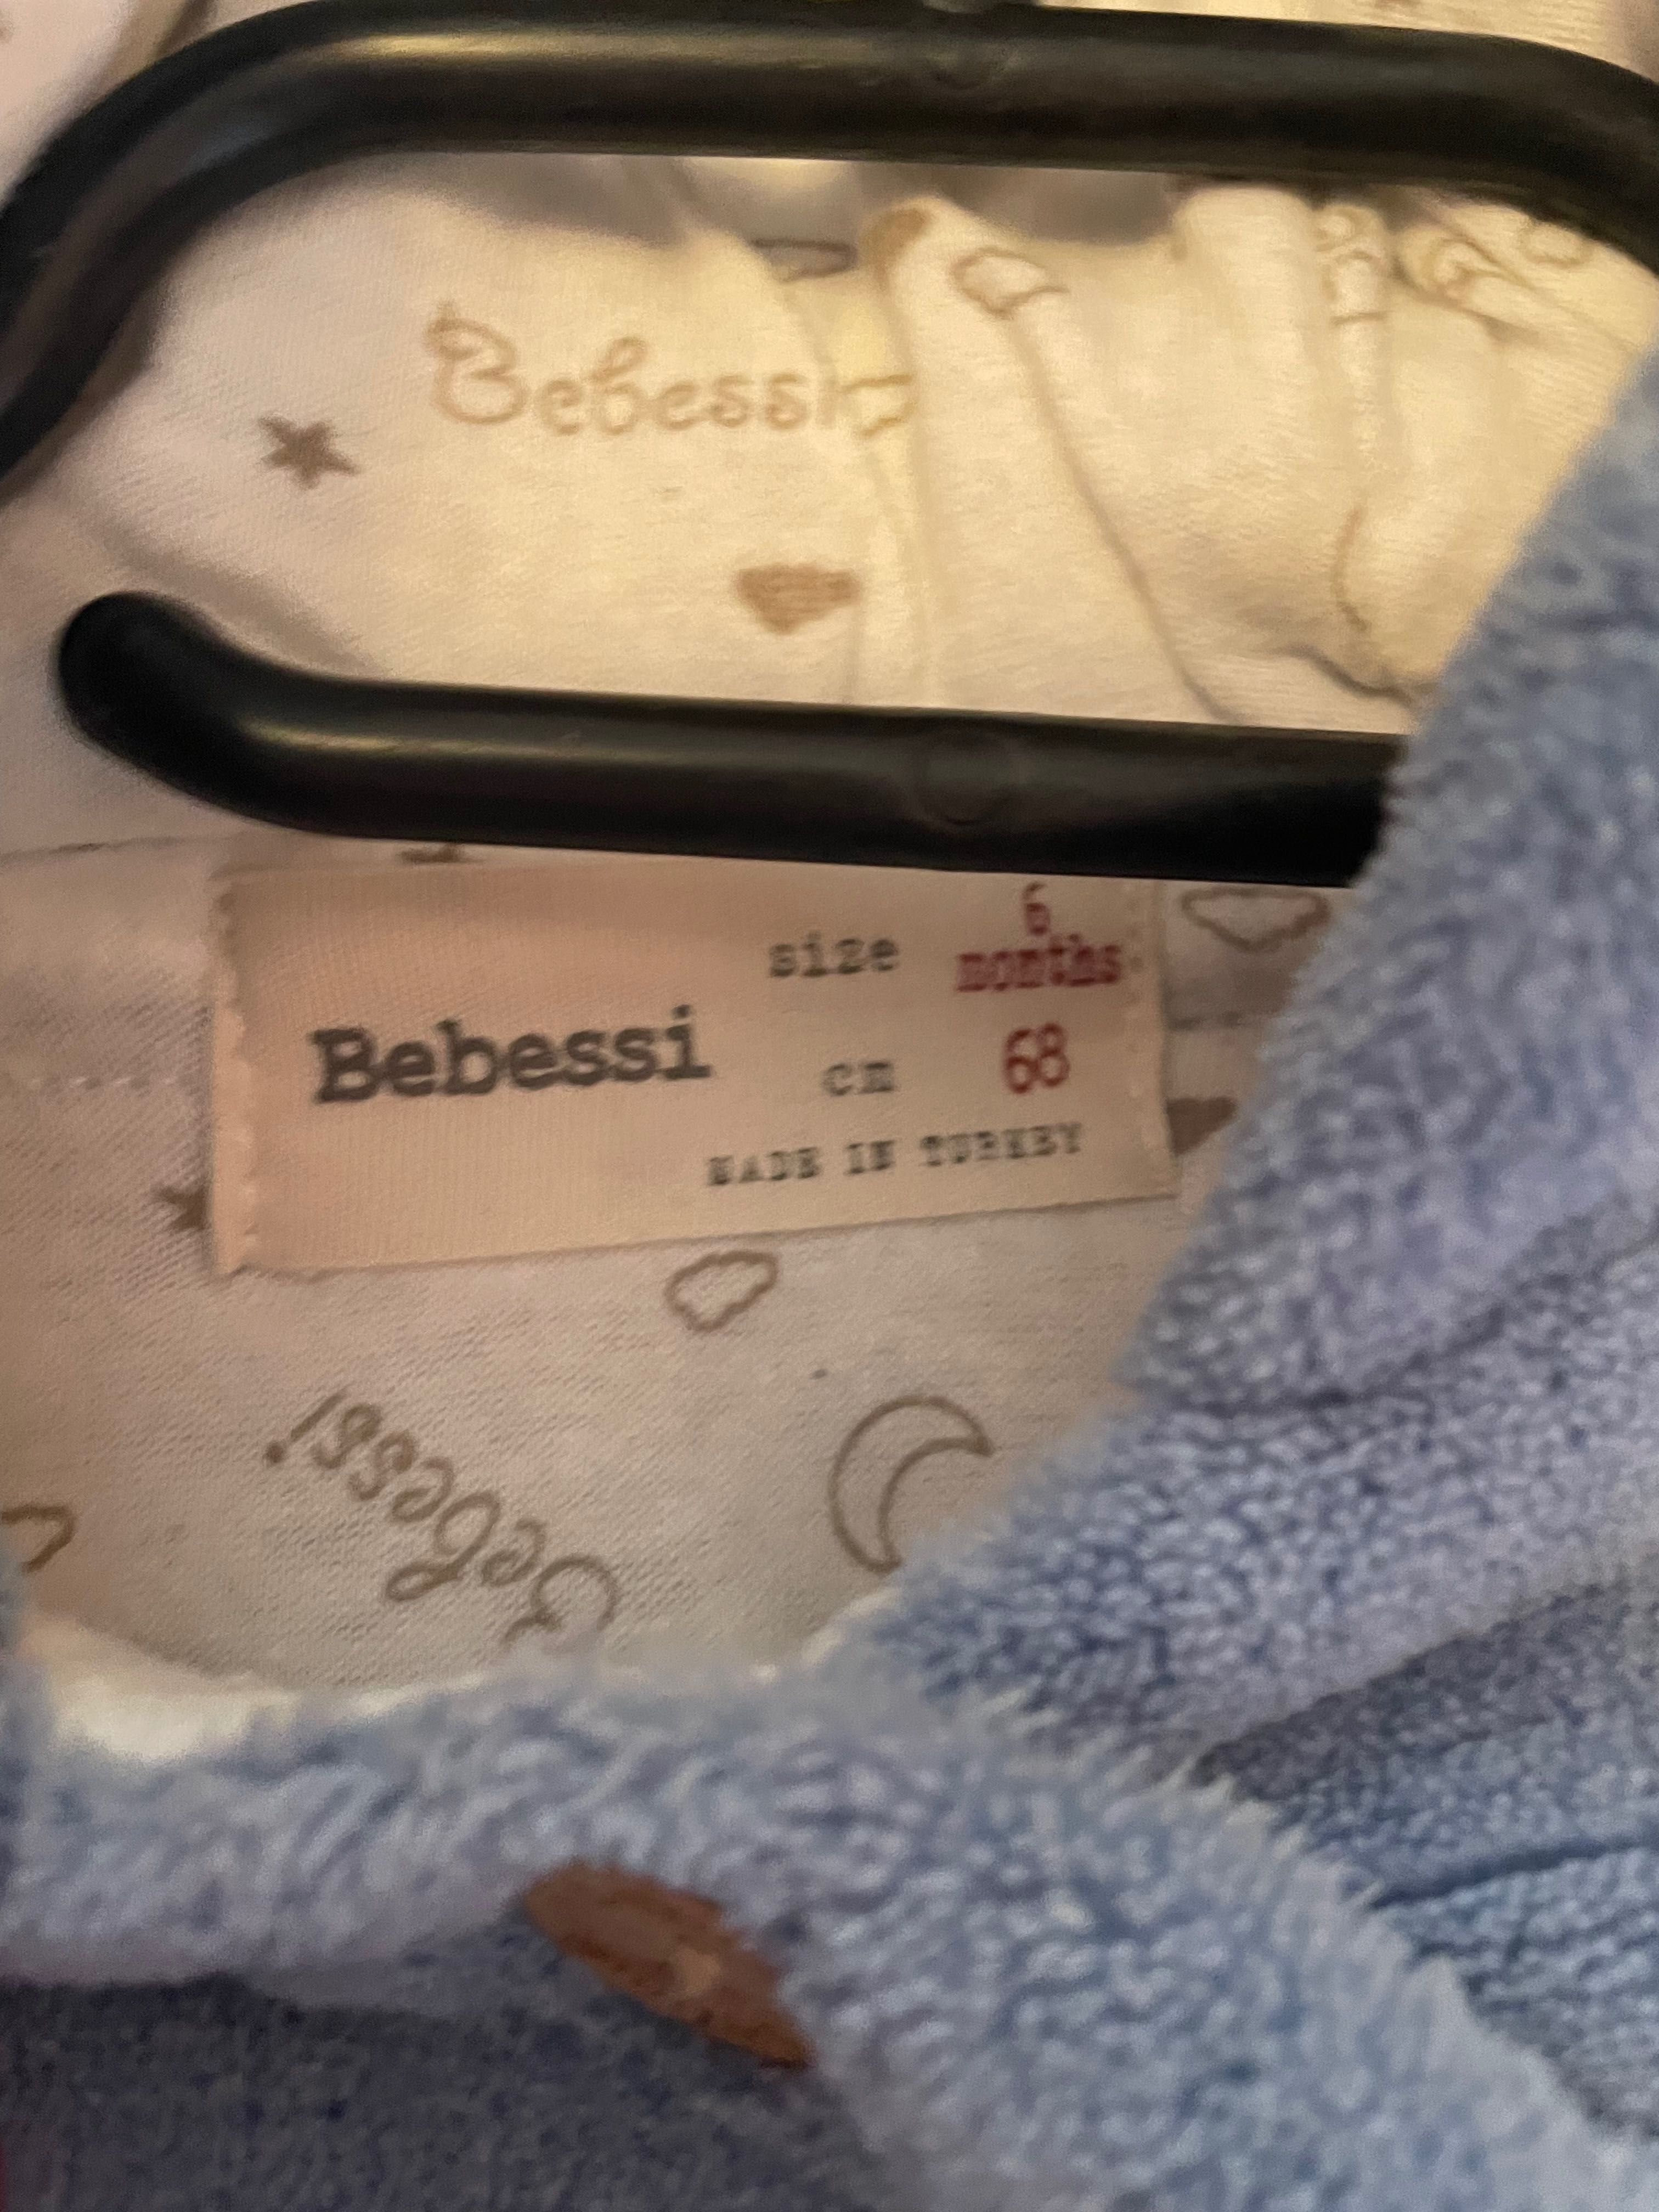 Bebessi
size 6 months
Bebessi
cm 68
MADE IN TURKEY
Bebessi